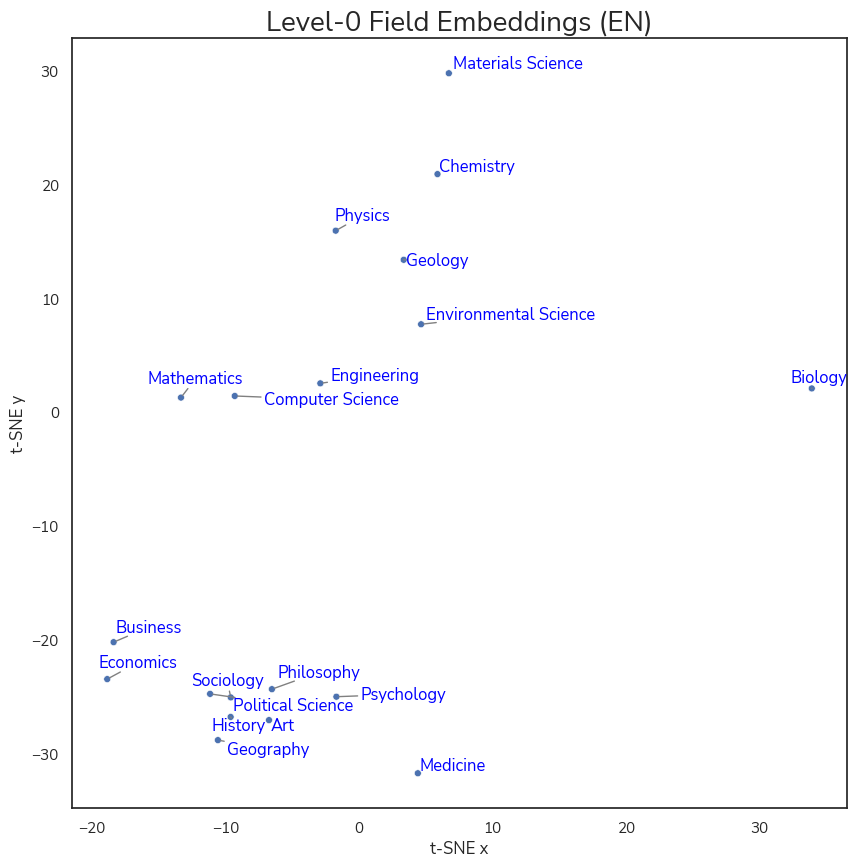 Level-0 Field Embeddings (EN)
30
Materials Science
Chemistry
20
Physics
Geology
10
Environmental Science
Mathematics
Engineering
Biology
Computer Science
0
t-SNE y
−10
Business
−20
Economics
Sociology
Philosophy
Psychology
Political Science
History
Art
Geography
−30
Medicine
−20
−10
0
10
20
30
t-SNE x